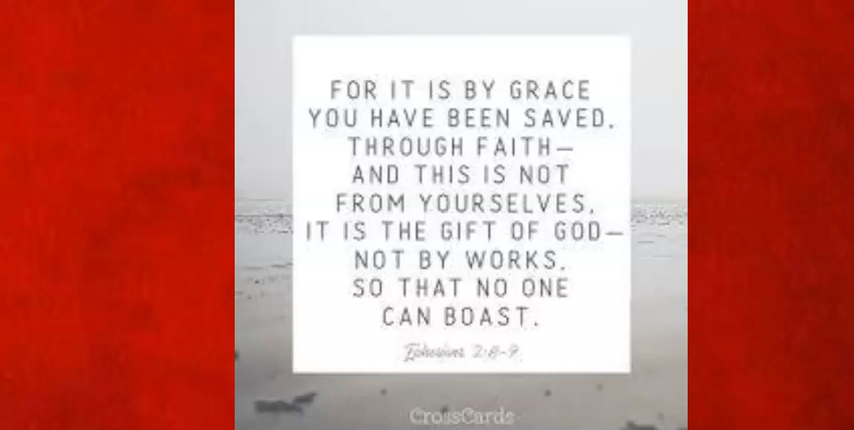 FOR IT IS BY GRACE
YOU HAVE BEEN SAVED,
THROUGH FAITH—
AND THIS IS NOT
FROM YOURSELVES,
IT IS THE GIFT OF GOD—
NOT BY WORKS,
SO THAT NO ONE
CAN BOAST.
Ephesians 2:8-9
CrossCards